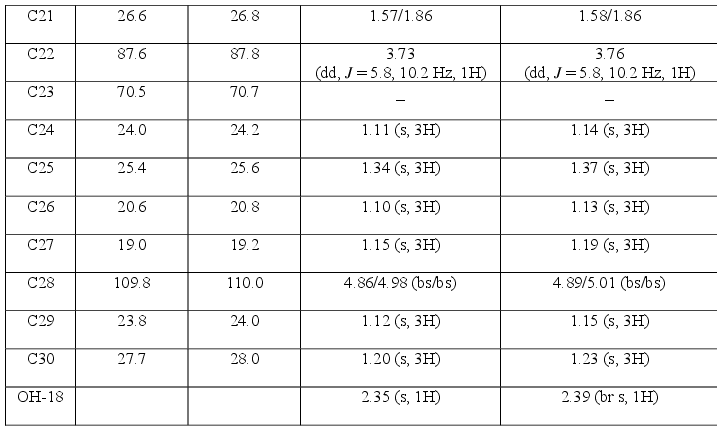 C21 26.6 26.8 1.57/1.86 1.58/1.86
C22 87.6 87.8 3.73 3.76
(dd, J = 5.8, 10.2 Hz, 1H) (dd, J = 5.8, 10.2 Hz, 1H)
C23 70.5 70.7 – –
C24 24.0 24.2 1.11 (s, 3H) 1.14 (s, 3H)
C25 25.4 25.6 1.34 (s, 3H) 1.37 (s, 3H)
C26 20.6 20.8 1.10 (s, 3H) 1.13 (s, 3H)
C27 19.0 19.2 1.15 (s, 3H) 1.19 (s, 3H)
C28 109.8 110.0 4.86/4.98 (bs/bs) 4.89/5.01 (bs/bs)
C29 23.8 24.0 1.12 (s, 3H) 1.15 (s, 3H)
C30 27.7 28.0 1.20 (s, 3H) 1.23 (s, 3H)
OH-18 2.35 (s, 1H) 2.39 (br s, 1H)